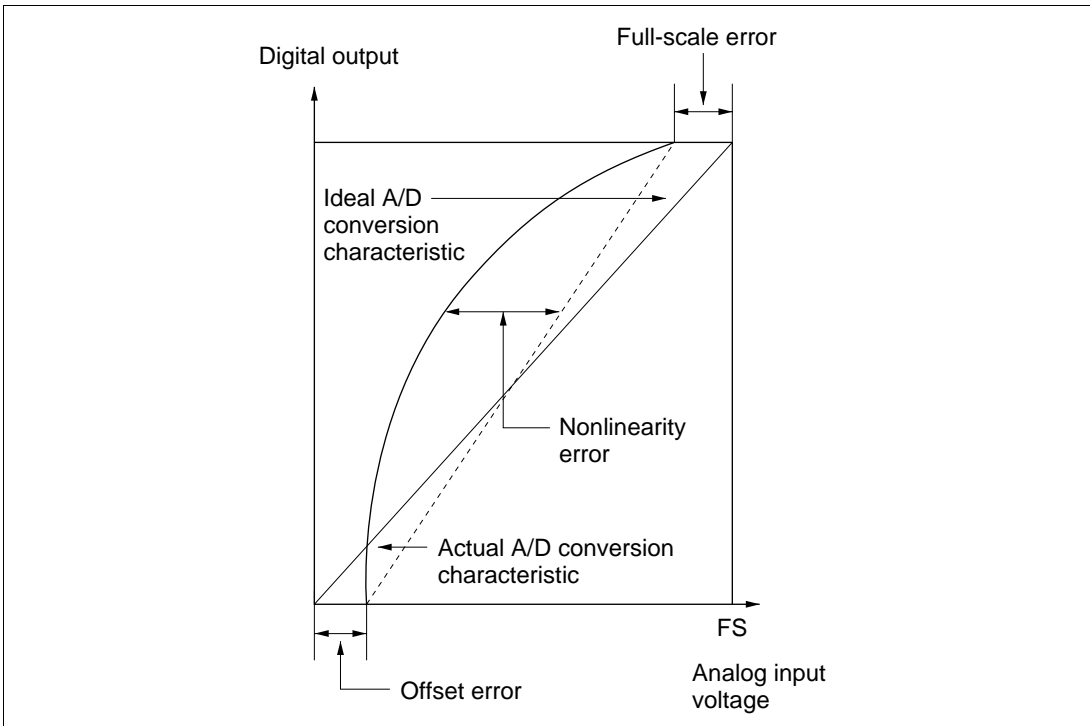 Full-scale error
Digital output
Ideal A/D
conversion
characteristic
Nonlinearity
error
Actual A/D conversion
characteristic
FS
Offset error
Analog input
voltage